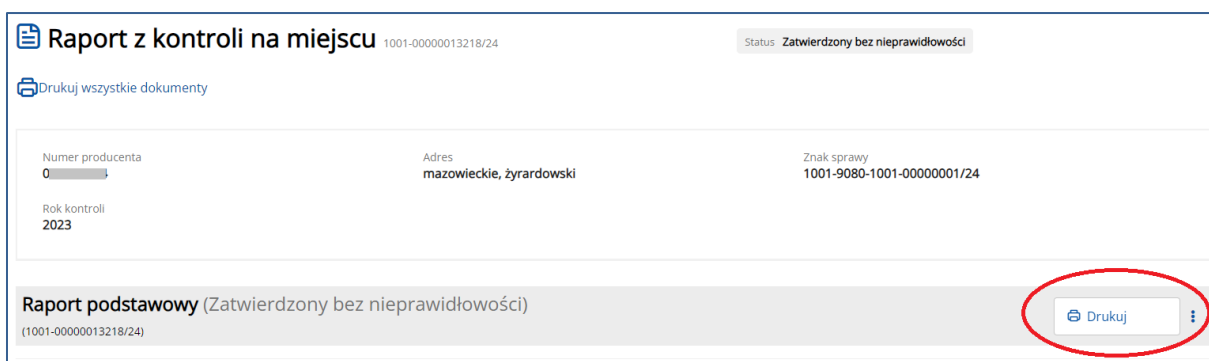 Raport z kontroli na miejscu 1001-00000013218/24
Status Zatwierdzony bez nieprawidłowości
Drukuj wszystkie dokumenty
Numer producenta Adres Znak sprawy
0 mazowieckie, żyrardowski 1001-9080-1001-00000001/24
Rok kontroli
2023
Raport podstawowy (Zatwierdzony bez nieprawidłowości)
(1001-00000013218/24)
Drukuj